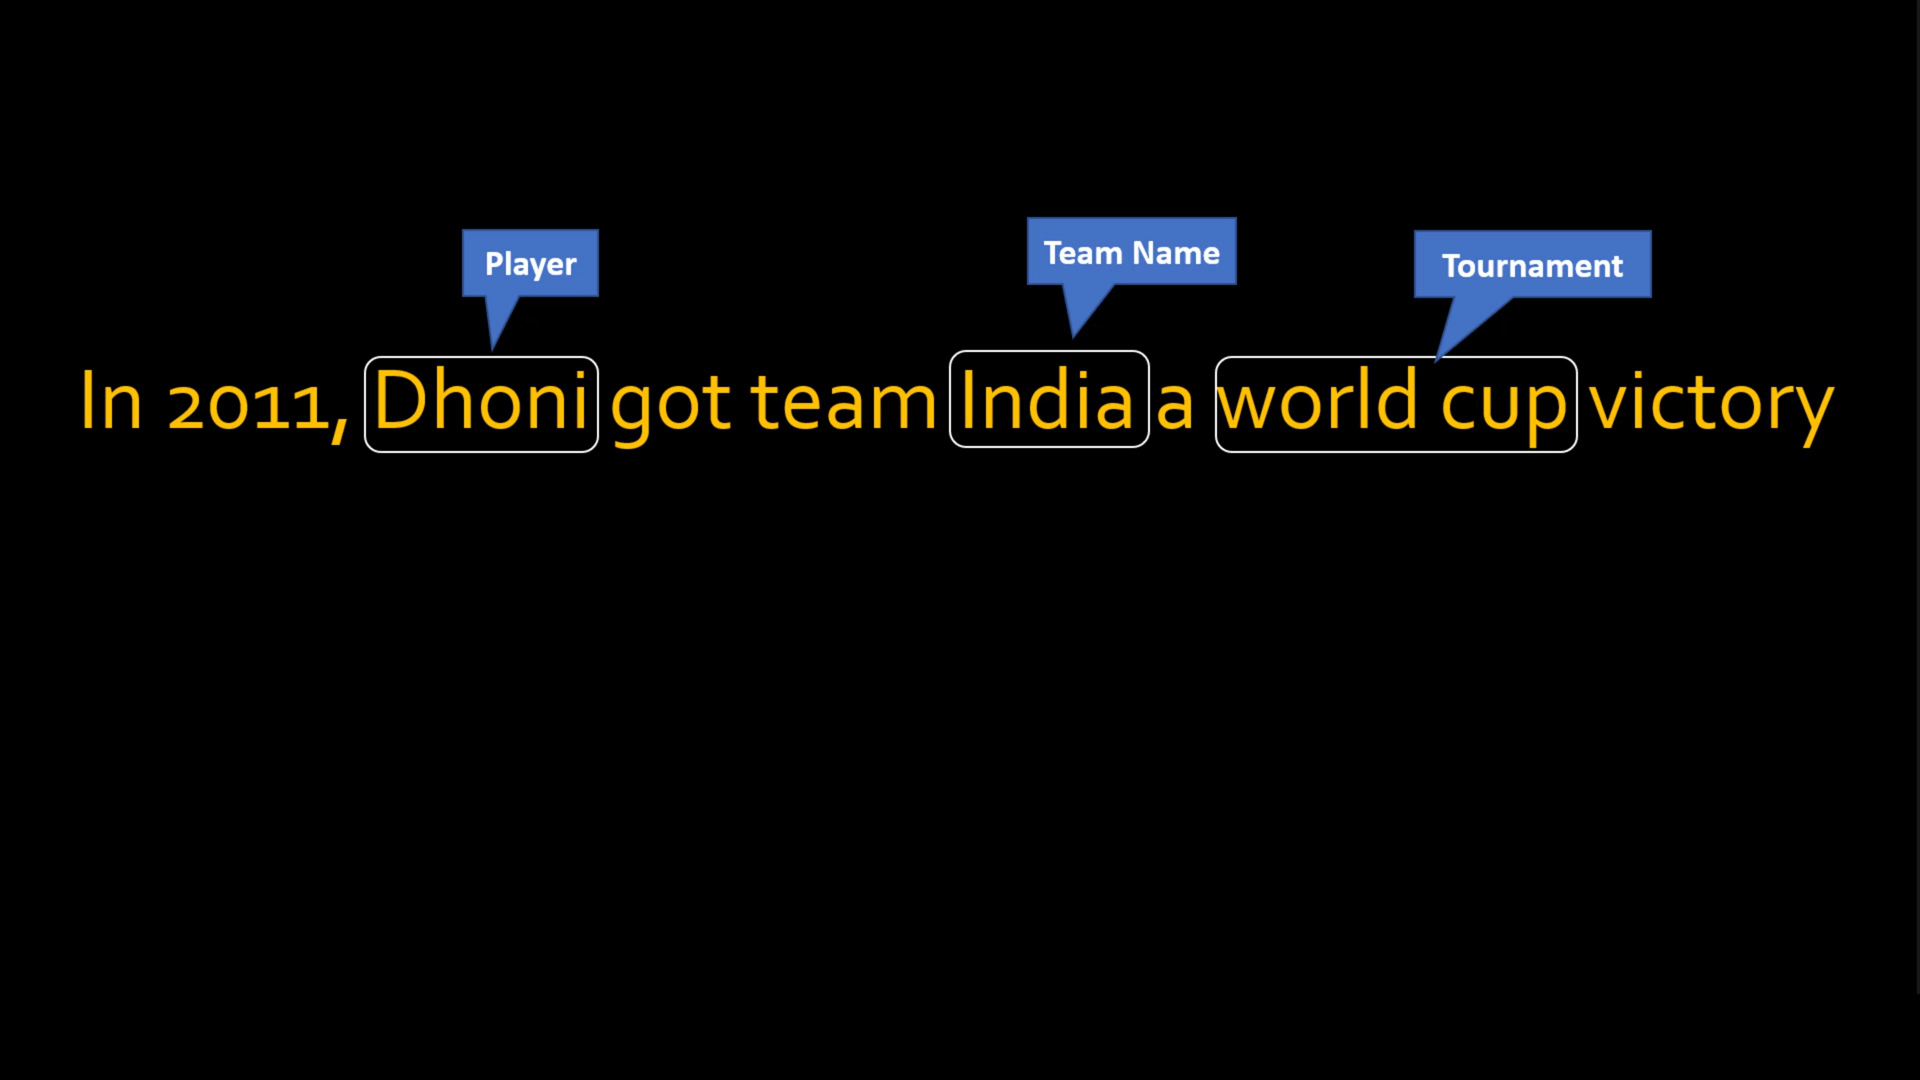 Player
Team Name
Tournament
In 2011, Dhoni got team India a world cup victory